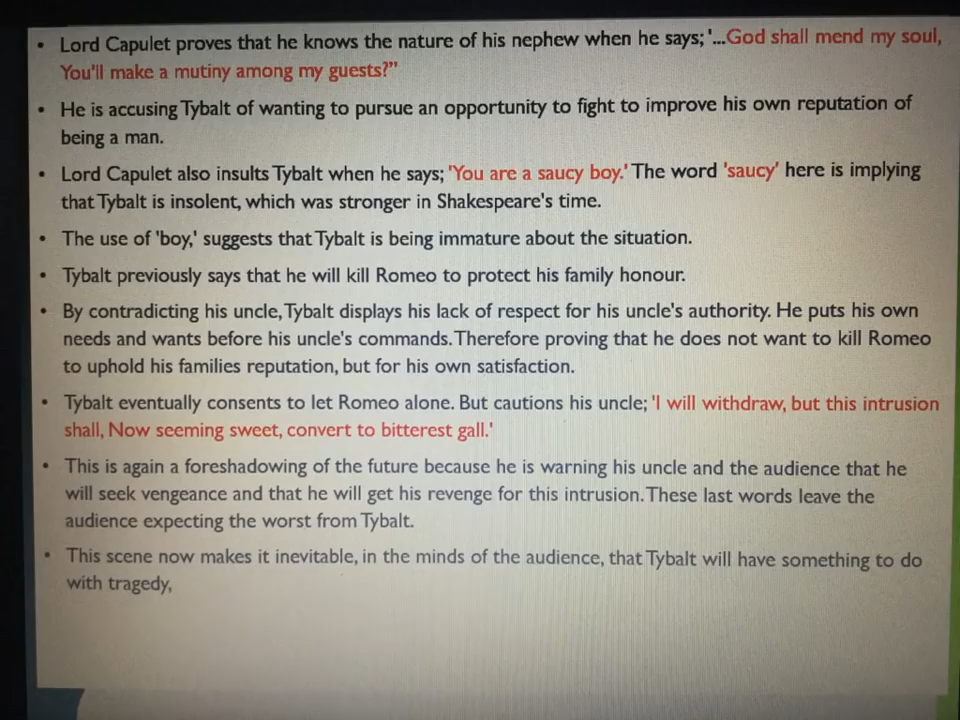 • Lord Capulet proves that he knows the nature of his nephew when he says; '...God shall mend my soul,
You'll make a mutiny among my guests?"
• He is accusing Tybalt of wanting to pursue an opportunity to fight to improve his own reputation of
being a man.
• Lord Capulet also insults Tybalt when he says; 'You are a saucy boy.' The word 'saucy' here is implying
that Tybalt is insolent, which was stronger in Shakespeare's time.
• The use of 'boy,' suggests that Tybalt is being immature about the situation.
• Tybalt previously says that he will kill Romeo to protect his family honour.
• By contradicting his uncle, Tybalt displays his lack of respect for his uncle's authority. He puts his own
needs and wants before his uncle's commands. Therefore proving that he does not want to kill Romeo
to uphold his families reputation, but for his own satisfaction.
• Tybalt eventually consents to let Romeo alone. But cautions his uncle; 'I will withdraw, but this intrusion
shall, Now seeming sweet, convert to bitterest gall.'
• This is again a foreshadowing of the future because he is warning his uncle and the audience that he
will seek vengeance and that he will get his revenge for this intrusion. These last words leave the
audience expecting the worst from Tybalt.
• This scene now makes it inevitable, in the minds of the audience, that Tybalt will have something to do
with tragedy,